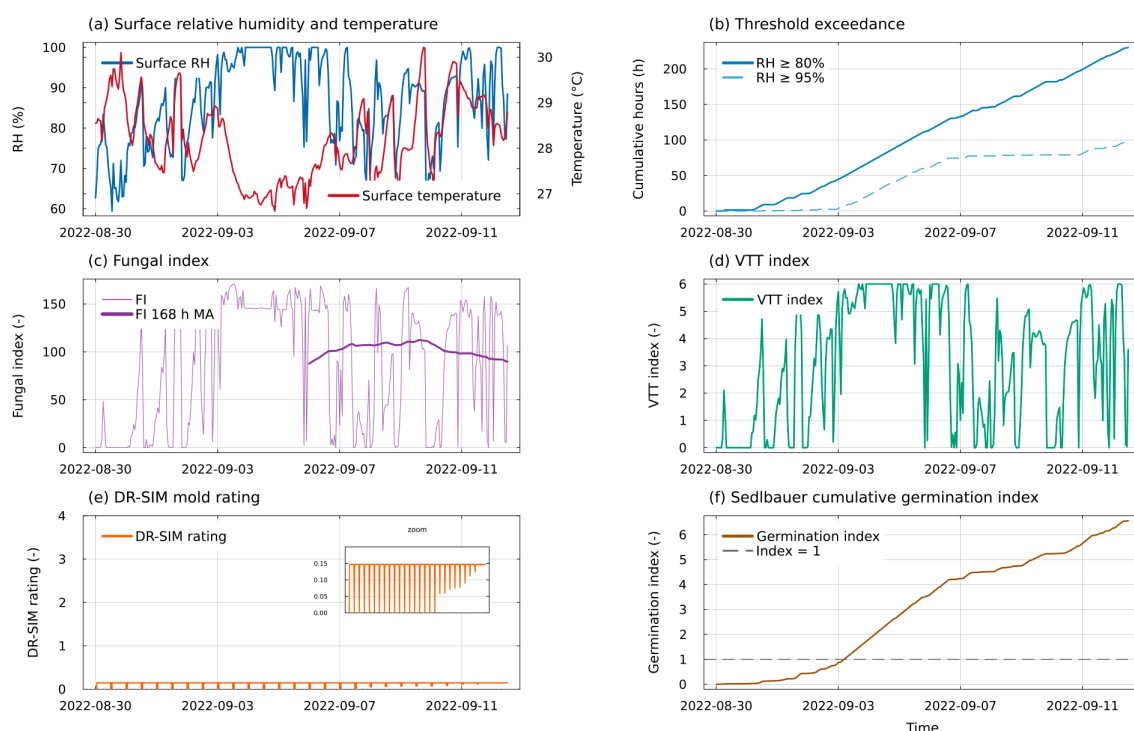 (a) Surface relative humidity and temperature
100
90
80
70
60
RH (%)
Surface RH
Surface temperature
30
29
28
27
Temperature (°C)
2022-08-30
2022-09-03
2022-09-07
2022-09-11
(b) Threshold exceedance
200
150
100
50
0
Cumulative hours (h)
RH ≥ 80%
RH ≥ 95%
2022-08-30
2022-09-03
2022-09-07
2022-09-11
(c) Fungal index
150
100
50
0
Fungal index (-)
FI
FI 168 h MA
2022-08-30
2022-09-03
2022-09-07
2022-09-11
(d) VTT index
6
5
4
3
2
1
0
VTT index (-)
VTT index
2022-08-30
2022-09-03
2022-09-07
2022-09-11
(e) DR-SIM mold rating
4
3
2
1
0
DR-SIM rating (-)
DR-SIM rating
zoom
0.15
0.10
0.05
0.00
2022-08-30
2022-09-03
2022-09-07
2022-09-11
(f) Sedlbauer cumulative germination index
6
5
4
3
2
1
0
Germination index (-)
Germination index
Index = 1
2022-08-30
2022-09-03
2022-09-07
2022-09-11
Time